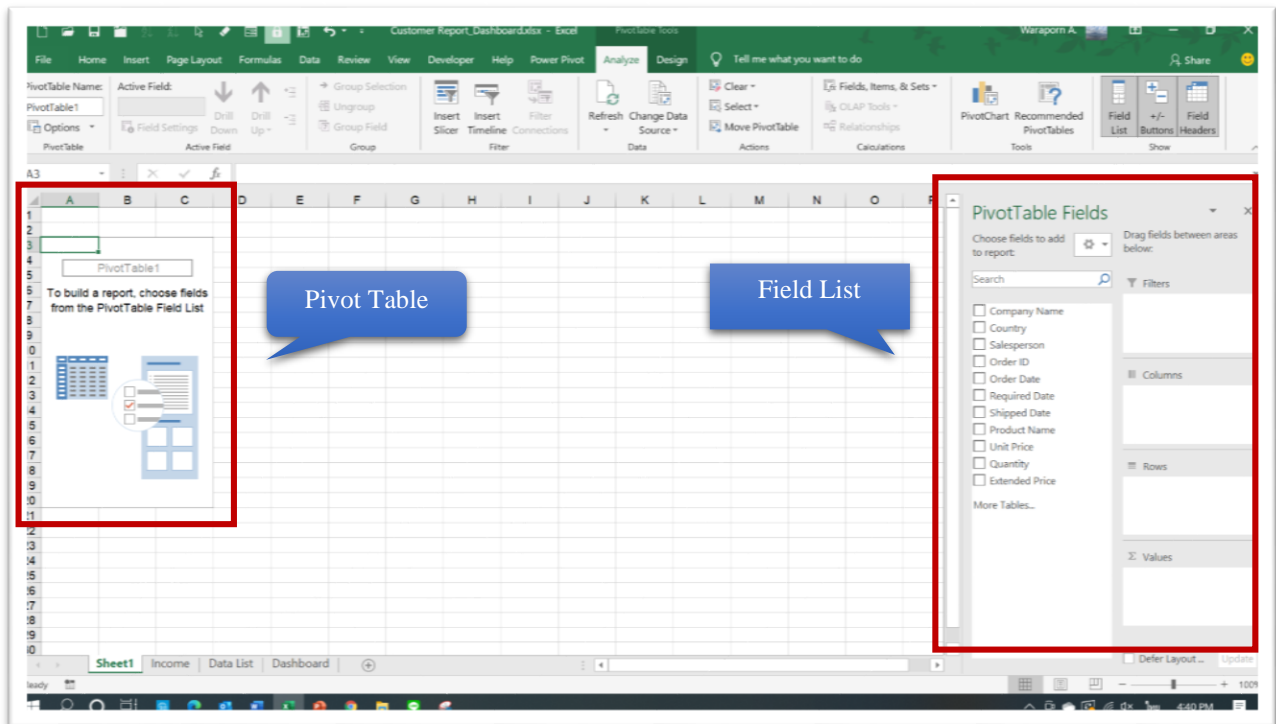 Customer Report_Dashboard.xlsx - Excel PivotTable Tools Waraporn A.
File Home Insert Page Layout Formulas Data Review View Developer Help Power Pivot Analyze Design Tell me what you want to do Share
PivotTable Name: Active Field: Group Selection Clear Fields, Items, & Sets
PivotTable1 Ungroup Select OLAP Tools
Options Field Settings Drill Down Drill Up Group Field Insert Slicer Insert Timeline Filter Connections Refresh Change Data Source Move PivotTable Relationships PivotChart Recommended PivotTables Field List +/- Buttons Field Headers
PivotTable Active Field Group Filter Data Actions Calculations Tools Show
A3 fx
A B C D E F G H I J K L M N O
PivotTable1
To build a report, choose fields
from the PivotTable Field List
Pivot Table
Field List
PivotTable Fields
Choose fields to add
to report:
Drag fields between areas
below:
Search
Company Name
Country
Salesperson
Order ID
Order Date
Required Date
Shipped Date
Product Name
Unit Price
Quantity
Extended Price
More Tables...
Filters
Columns
Rows
Values
Defer Layout ... Update
Sheet1 Income Data List Dashboard
100%
4:40 PM